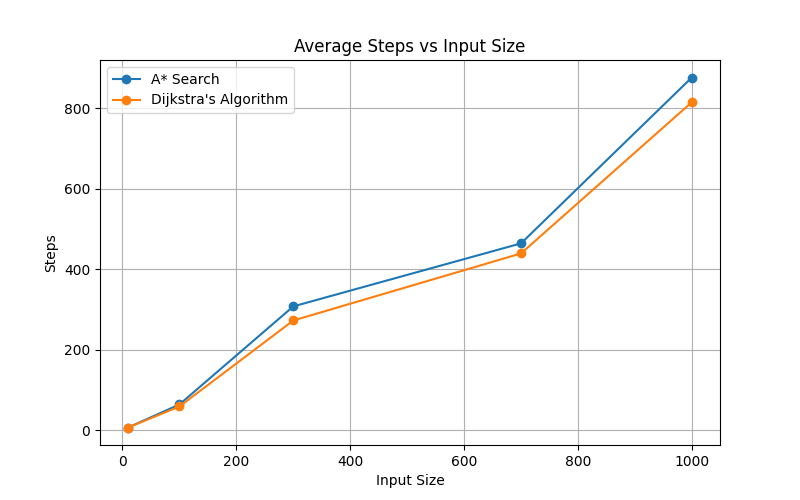 Average Steps vs Input Size
A* Search
Dijkstra's Algorithm
800
600
400
200
0
Steps
0 200 400 600 800 1000
Input Size